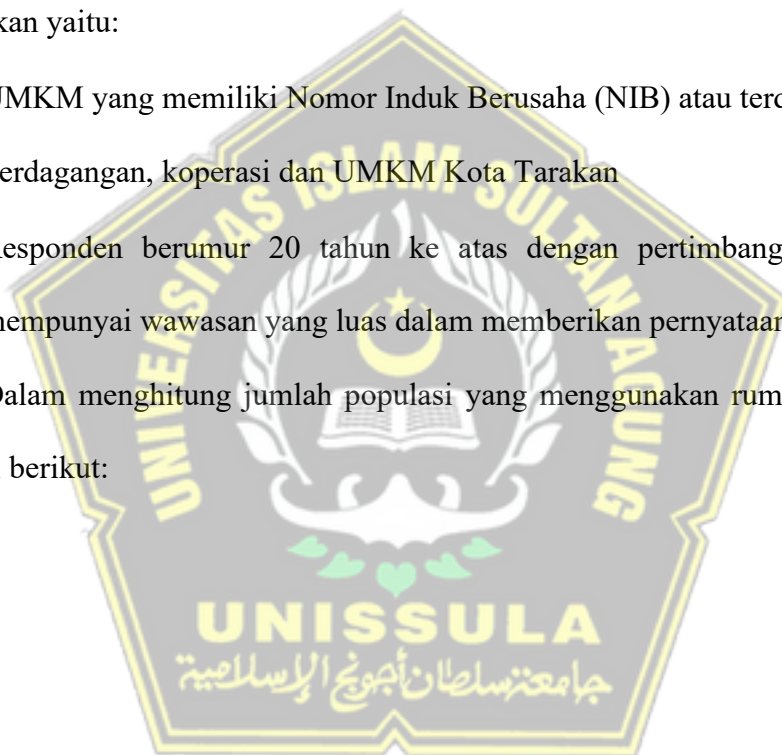 kan yaitu:
UMKM yang memiliki Nomor Induk Berusaha (NIB) atau terd
erdagangan, koperasi dan UMKM Kota Tarakan
esponden berumur 20 tahun ke atas dengan pertimbang
mempunyai wawasan yang luas dalam memberikan pernyataan
Dalam menghitung jumlah populasi yang menggunakan rum
berikut:
UNIVERSITAS ISLAM SULTAN AGUNG
UNISSULA
جامعة سلطان أجونج الإسلامية